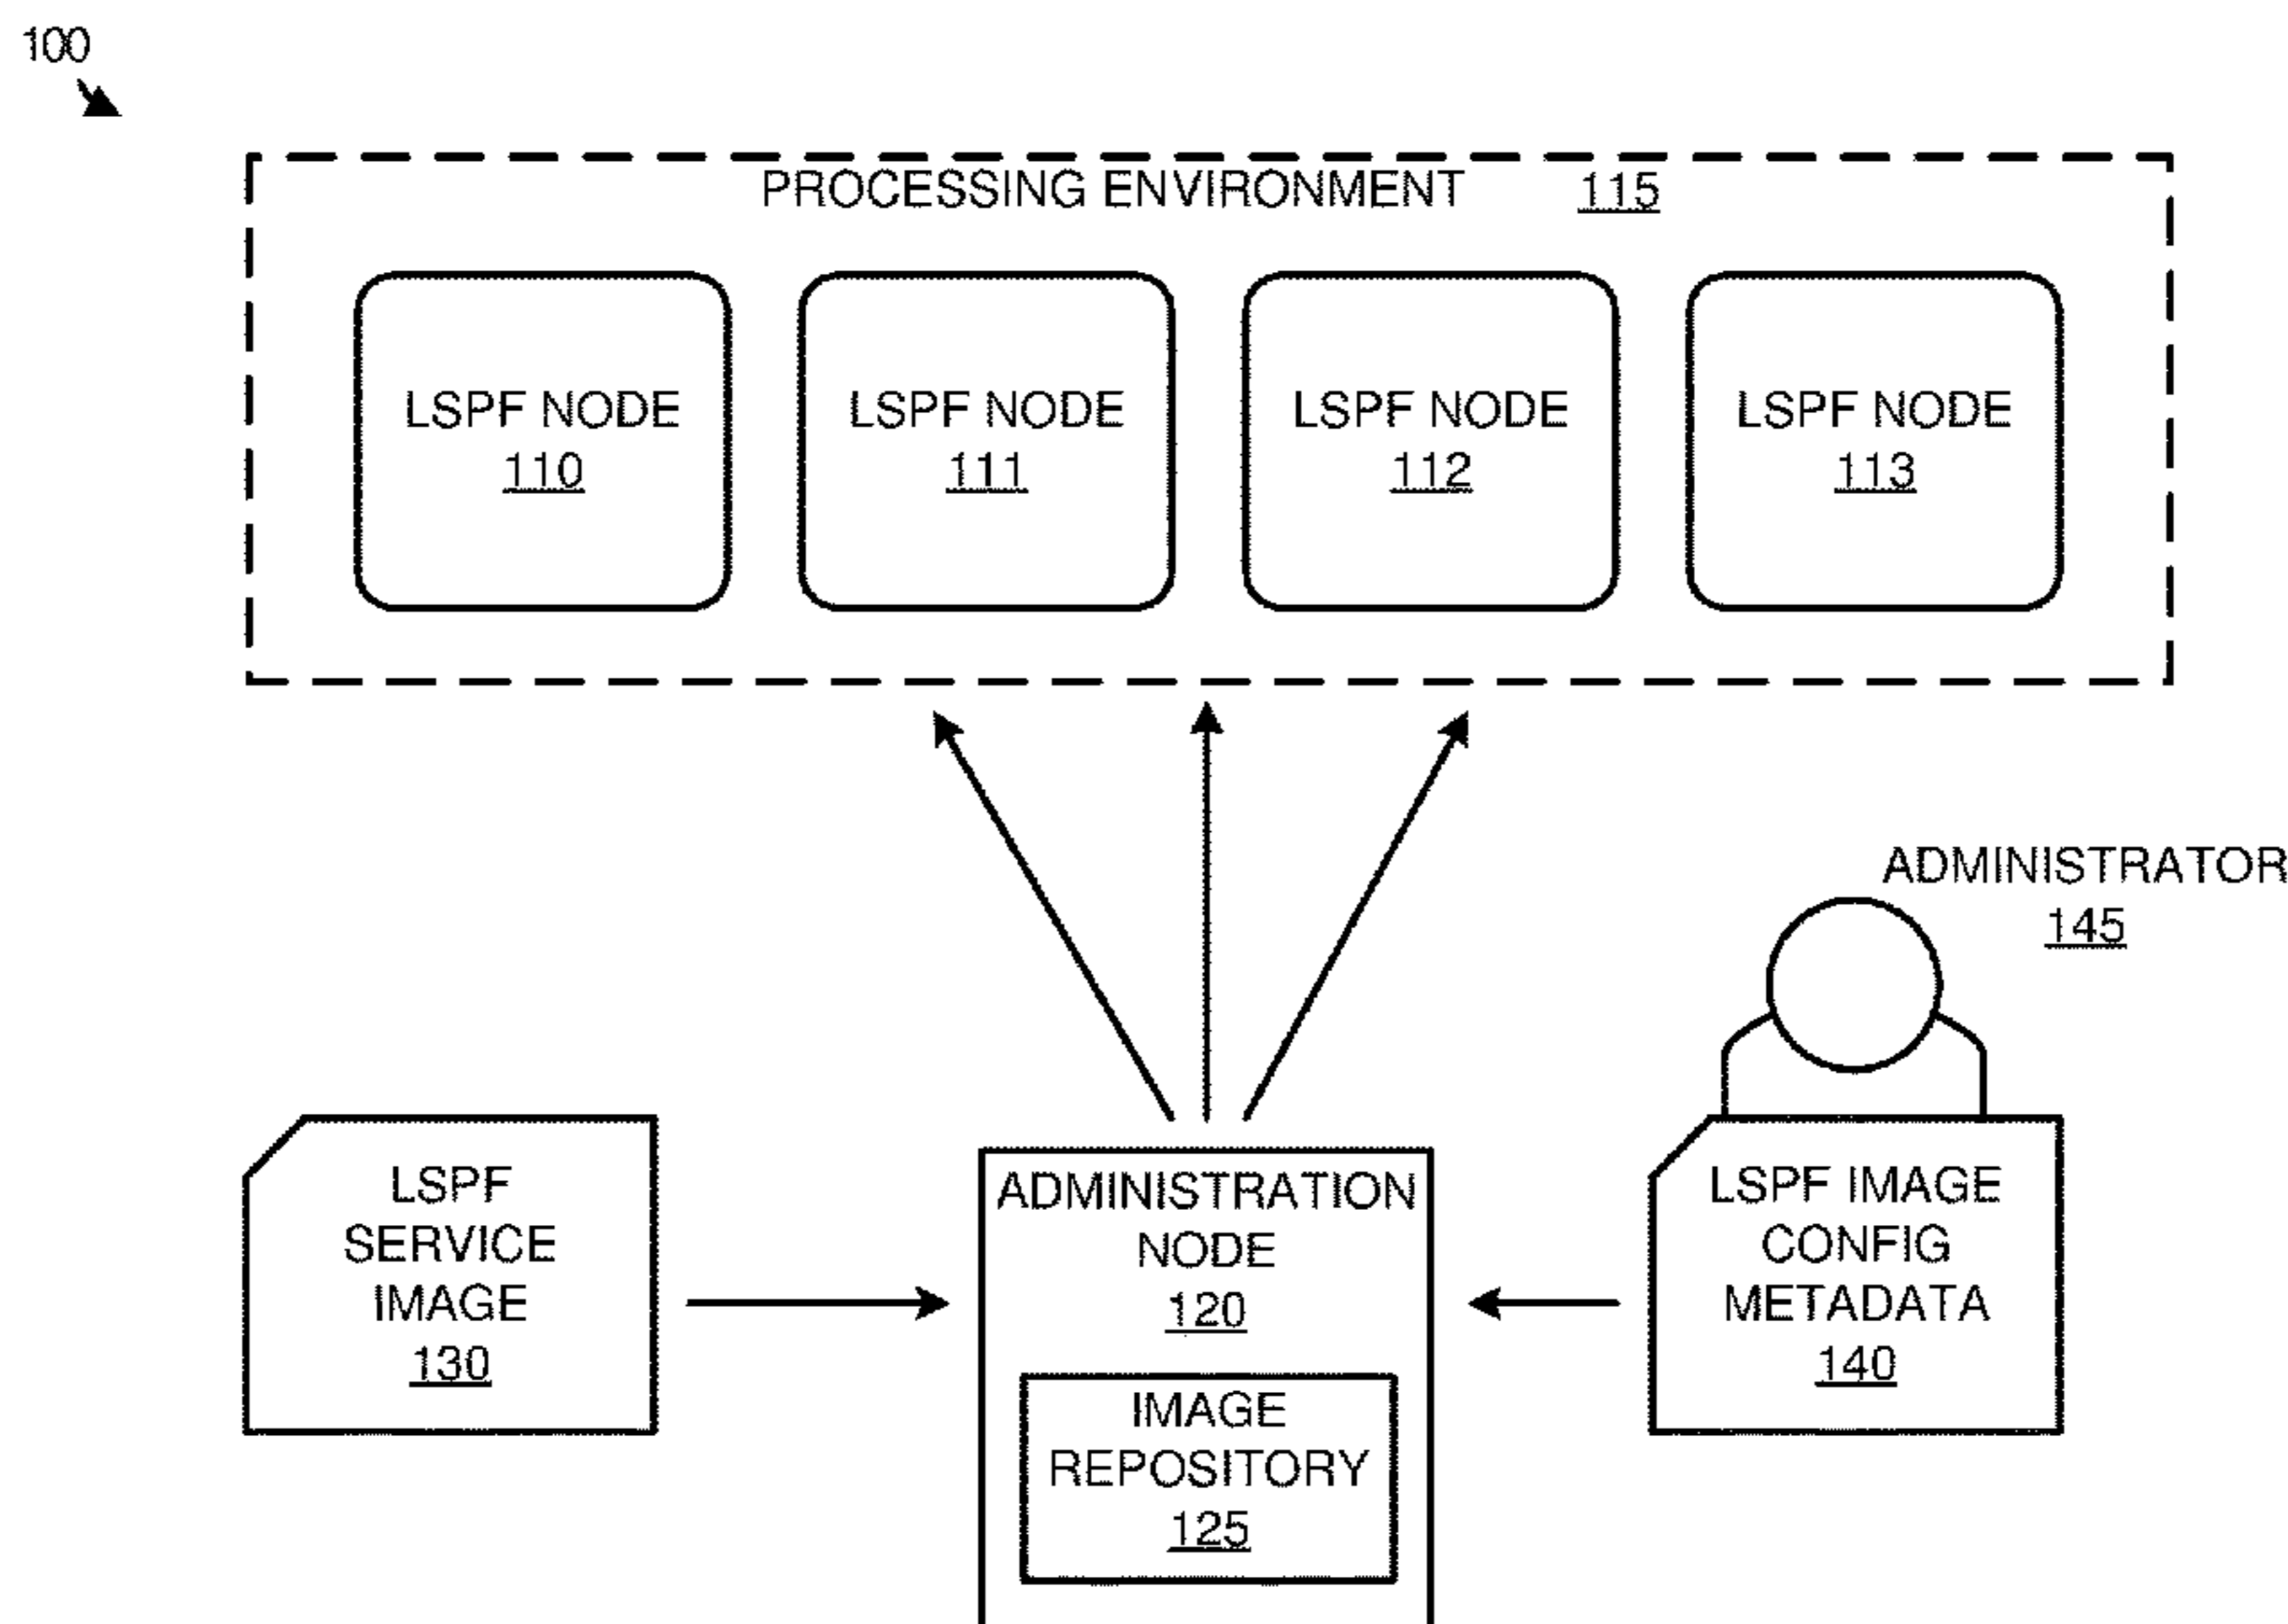 100
PROCESSING ENVIRONMENT 115
LSPF NODE
110
LSPF NODE
111
LSPF NODE
112
LSPF NODE
113
ADMINISTRATOR
145
LSPF
SERVICE
IMAGE
130
ADMINISTRATION
NODE
120
IMAGE
REPOSITORY
125
LSPF IMAGE
CONFIG
METADATA
140